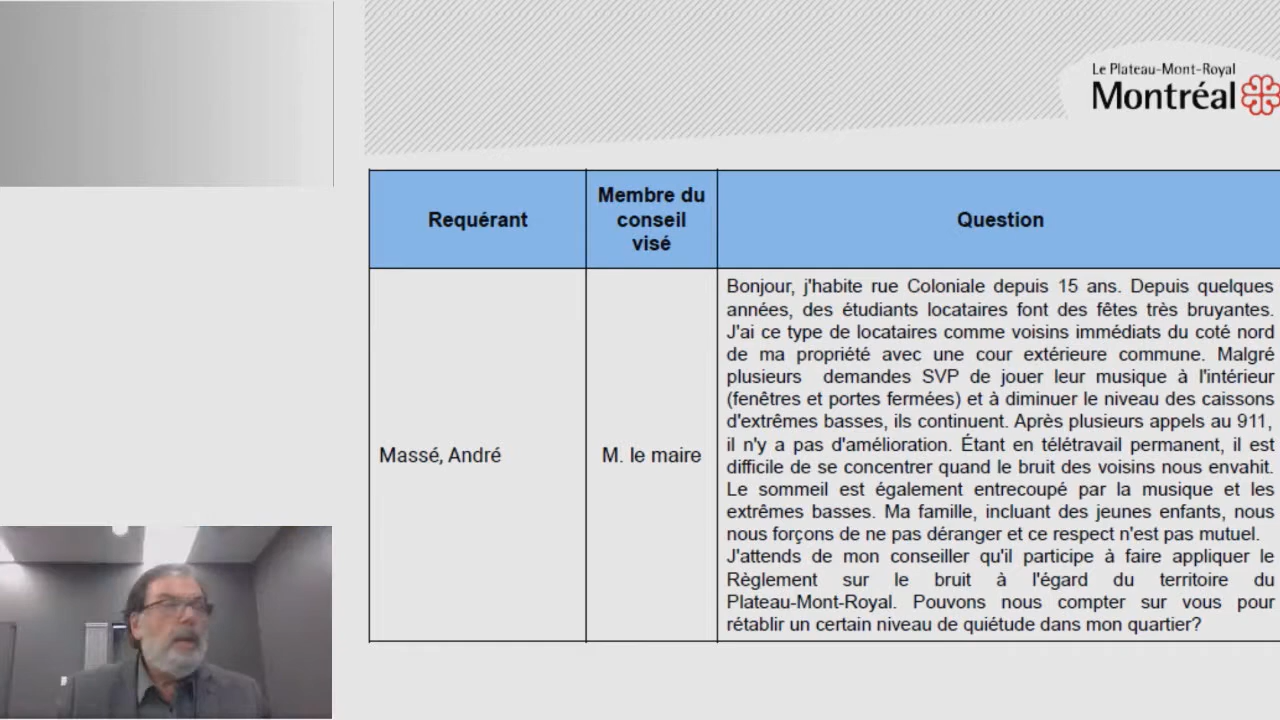 Le Plateau-Mont-Royal
Montréal
Requérant
Membre du
conseil
visé
Question
Massé, André
M. le maire
Bonjour, j'habite rue Coloniale depuis 15 ans. Depuis quelques
années, des étudiants locataires font des fêtes très bruyantes.
J'ai ce type de locataires comme voisins immédiats du coté nord
de ma propriété avec une cour extérieure commune. Malgré
plusieurs demandes SVP de jouer leur musique à l'intérieur
(fenêtres et portes fermées) et à diminuer le niveau des caissons
d'extrêmes basses, ils continuent. Après plusieurs appels au 911,
il n'y a pas d'amélioration. Étant en télétravail permanent, il est
difficile de se concentrer quand le bruit des voisins nous envahit.
Le sommeil est également entrecoupé par la musique et les
extrêmes basses. Ma famille, incluant des jeunes enfants, nous
nous forçons de ne pas déranger et ce respect n'est pas mutuel.
J'attends de mon conseiller qu'il participe à faire appliquer le
Règlement sur le bruit à l'égard du territoire du
Plateau-Mont-Royal. Pouvons nous compter sur vous pour
rétablir un certain niveau de quiétude dans mon quartier?